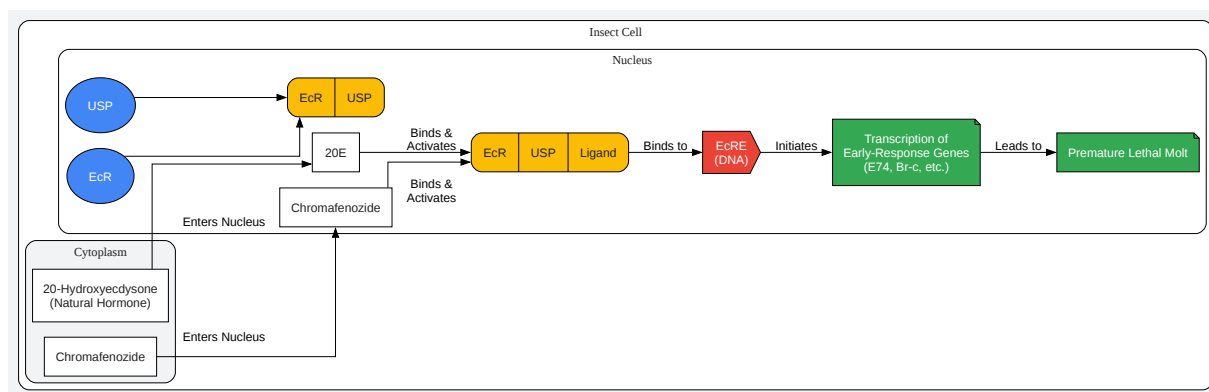 Insect Cell
Nucleus
USP
EcR
USP
EcR
20E
Binds &
Activates
EcR
USP
Ligand
Binds to
EcRE
(DNA)
Initiates
Transcription of
Early-Response Genes
(E74, Br-c, etc.)
Leads to
Premature Lethal Molt
Chromafenozide
Binds &
Activates
Enters Nucleus
Cytoplasm
20-Hydroxyecdysone
(Natural Hormone)
Enters Nucleus
Chromafenozide